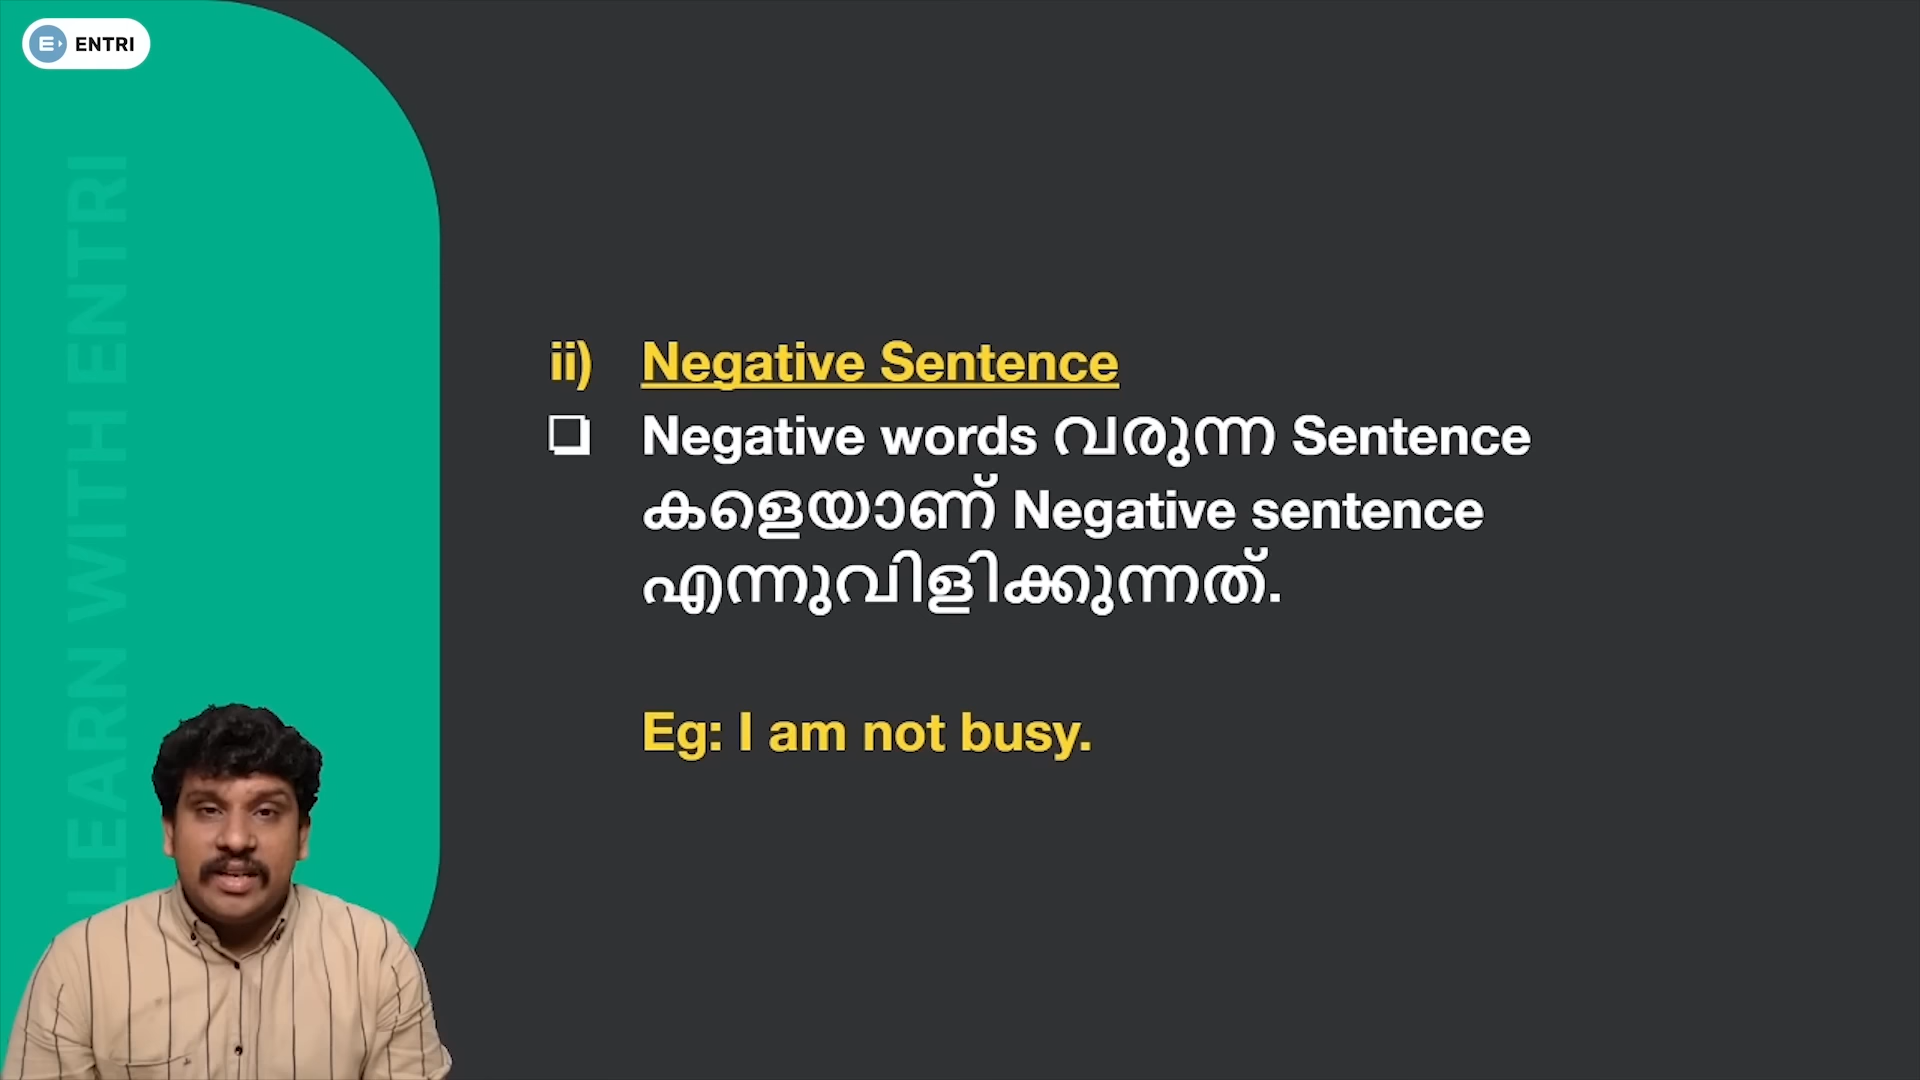 ENTRI
LEARN WITH ENTRI
ii) Negative Sentence
❑ Negative words വരുന്ന Sentence
കളെയാണ് Negative sentence
എന്നുവിളിക്കുന്നത്.
Eg: I am not busy.